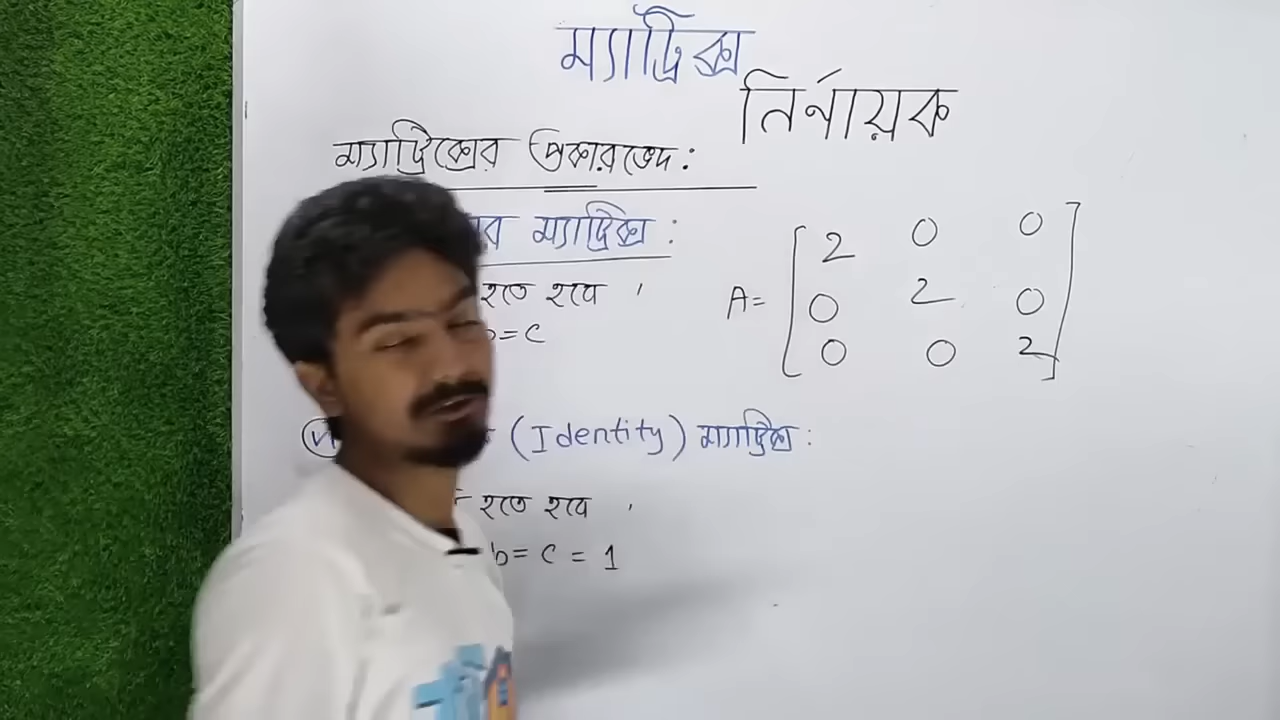 ম্যাট্রিক্স
নির্নায়ক
ম্যাট্রিক্সের প্রকারভেদ :
ম্যাট্রিক্স :
হতে হবে ,
b = c
A = [ 2 0 0
0 2 0
0 0 2 ]
(Identity) ম্যাট্রিক্স :
হতে হবে ,
b = c = 1